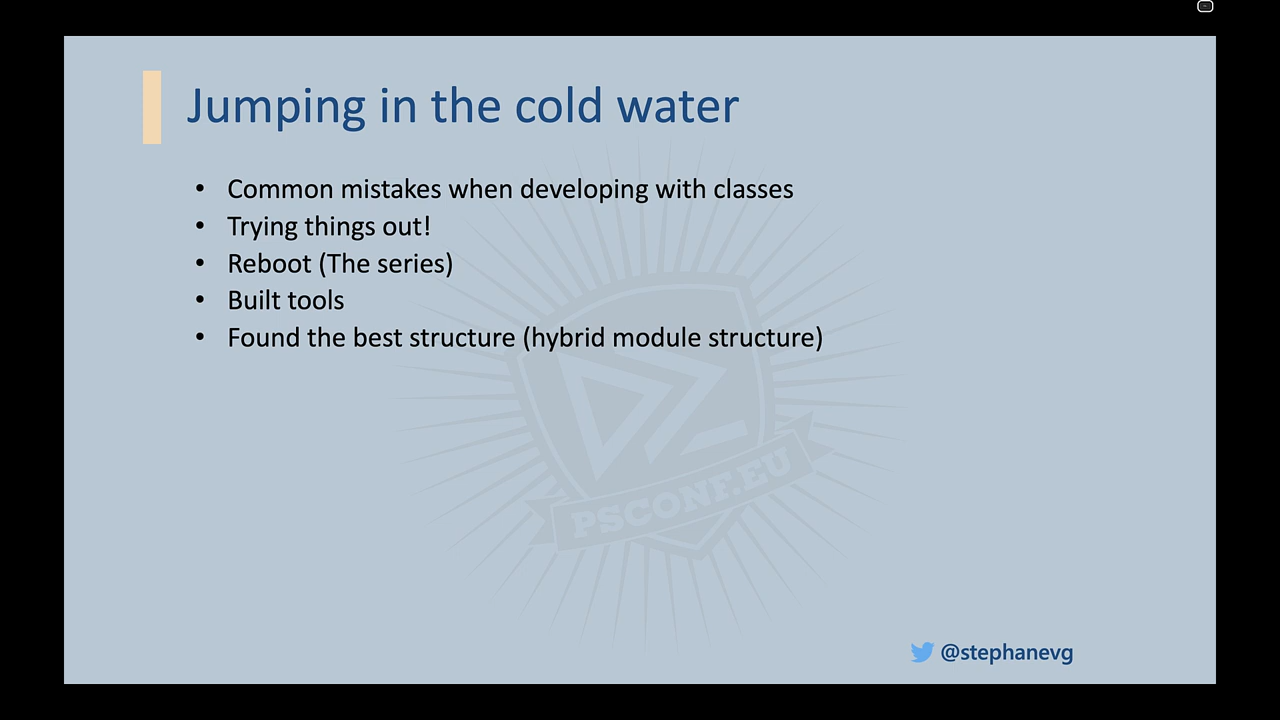 Jumping in the cold water
• Common mistakes when developing with classes
• Trying things out!
• Reboot (The series)
• Built tools
• Found the best structure (hybrid module structure)
PSCONF.EU
@stephanevg